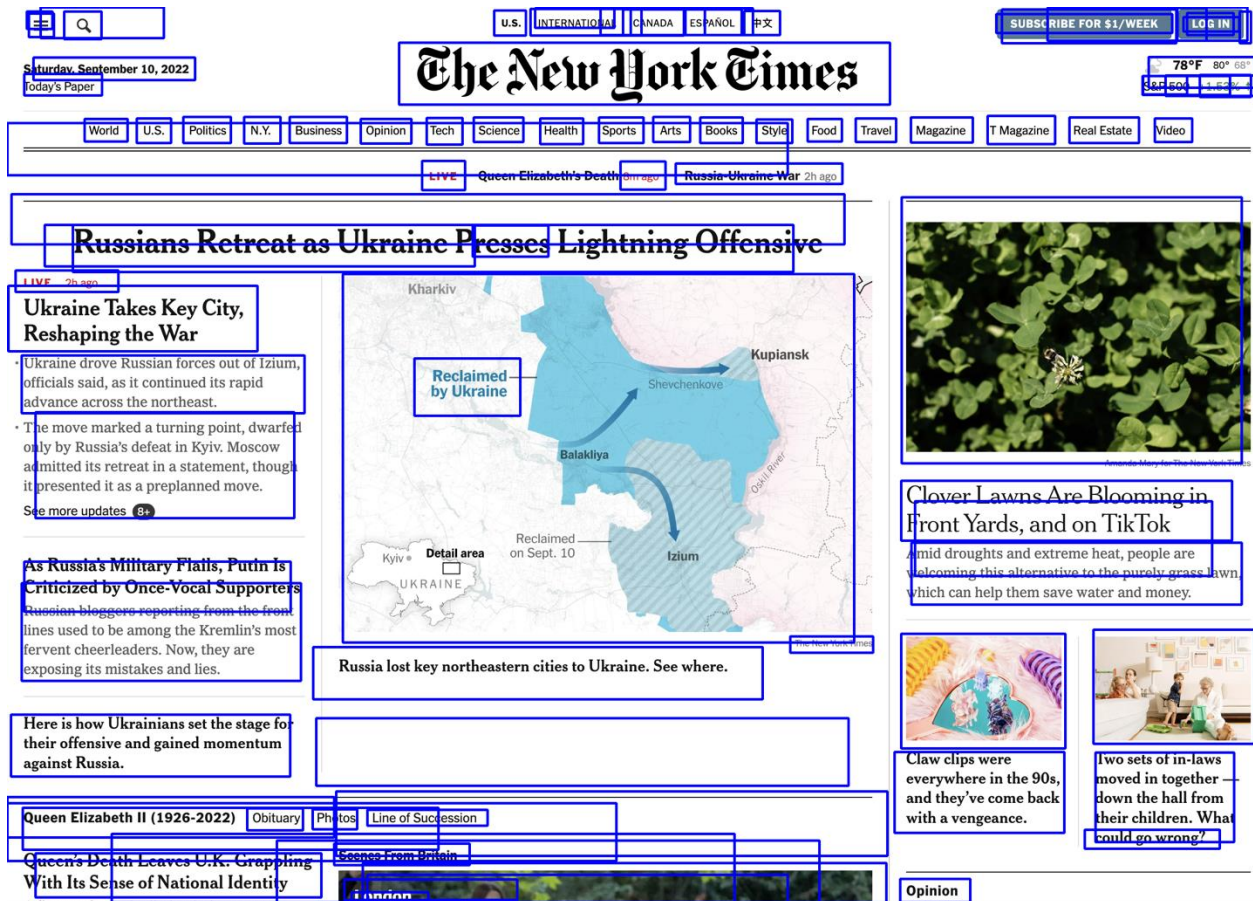 U.S. INTERNATIONAL CANADA ESPAÑOL 中文
SUBSCRIBE FOR $1/WEEK LOG IN
Saturday, September 10, 2022
Today's Paper
The New York Times
78°F 80° 68°
S&P 500 1.53%
World U.S. Politics N.Y. Business Opinion Tech Science Health Sports Arts Books Style Food Travel Magazine T Magazine Real Estate Video
LIVE Queen Elizabeth's Death 8m ago Russia-Ukraine War 2h ago
Russians Retreat as Ukraine Presses Lightning Offensive
LIVE 2h ago
Ukraine Takes Key City,
Reshaping the War
• Ukraine drove Russian forces out of Izium,
officials said, as it continued its rapid
advance across the northeast.
• The move marked a turning point, dwarfed
only by Russia's defeat in Kyiv. Moscow
admitted its retreat in a statement, though
it presented it as a preplanned move.
See more updates 8+
As Russia's Military Flails, Putin Is
Criticized by Once-Vocal Supporters
Russian bloggers reporting from the front
lines used to be among the Kremlin's most
fervent cheerleaders. Now, they are
exposing its mistakes and lies.
Here is how Ukrainians set the stage for
their offensive and gained momentum
against Russia.
Kharkiv
Kupiansk
Reclaimed
by Ukraine
Shevchenkove
Balakliya
Oskil River
Reclaimed
on Sept. 10
Izium
Kyiv
Detail area
UKRAINE
The New York Times
Russia lost key northeastern cities to Ukraine. See where.
Amanda Mary for The New York Times
Clover Lawns Are Blooming in
Front Yards, and on TikTok
Amid droughts and extreme heat, people are
welcoming this alternative to the purely grass lawn,
which can help them save water and money.
Claw clips were
everywhere in the 90s,
and they've come back
with a vengeance.
Two sets of in-laws
moved in together —
down the hall from
their children. What
could go wrong?
Queen Elizabeth II (1926-2022) Obituary Photos Line of Succession
Queen's Death Leaves U.K. Grappling
With Its Sense of National Identity
Scenes From Britain
London
Opinion